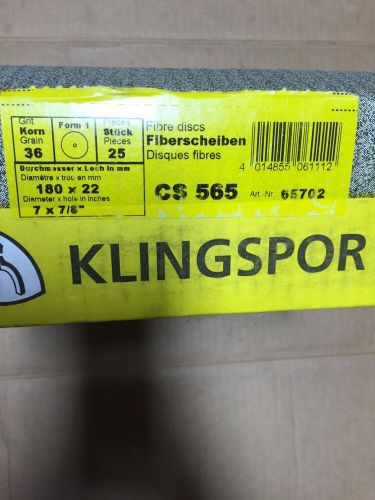 Grit
Korn
Grain
36
Form 1
Pieces
Stück
Pièces
25
Fibre discs
Fiberscheiben
Disques fibres
4 014855 061112
Durchmesser x Loch in mm
Diamètre x trou en mm
180 x 22
Diameter x hole in inches
7 x 7/8"
CS 565 Art.-Nr. 65702
KLINGSPOR